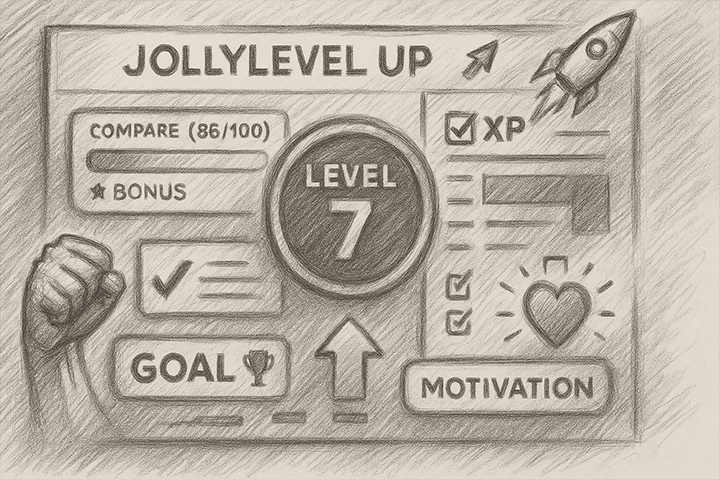 JOLLYLEVEL UP
COMPARE (86/100)
BONUS
LEVEL
7
XP
GOAL
MOTIVATION